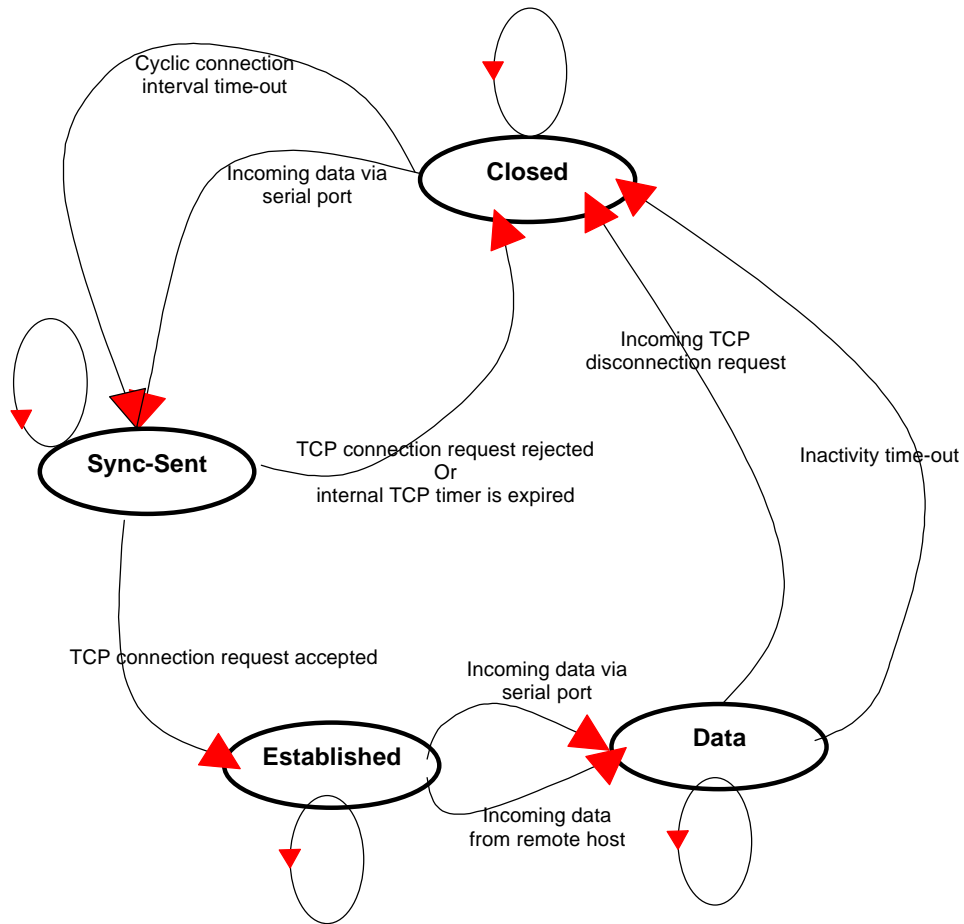 Cyclic connection
interval time-out
Closed
Incoming data via
serial port
Incoming TCP
disconnection request
TCP connection request rejected
Or
internal TCP timer is expired
Inactivity time-out
Sync-Sent
TCP connection request accepted
Incoming data via
serial port
Established
Data
Incoming data
from remote host